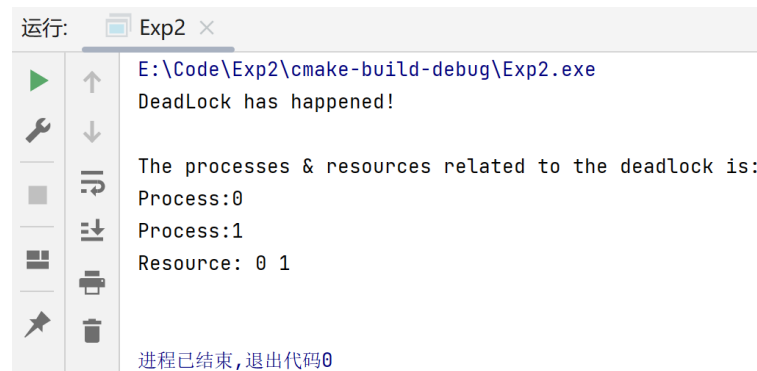 运行: Exp2
E:\Code\Exp2\cmake-build-debug\Exp2.exe
DeadLock has happened!
The processes & resources related to the deadlock is:
Process:0
Process:1
Resource: 0 1
进程已结束,退出代码0